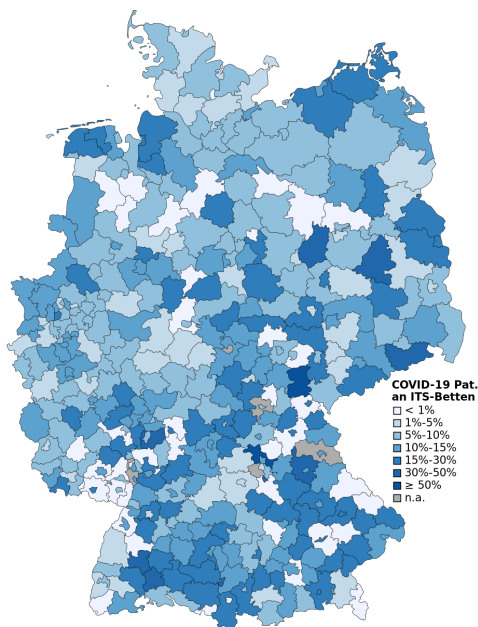 COVID-19 Pat.
an ITS-Betten
< 1%
1%-5%
5%-10%
10%-15%
15%-30%
30%-50%
≥ 50%
n.a.